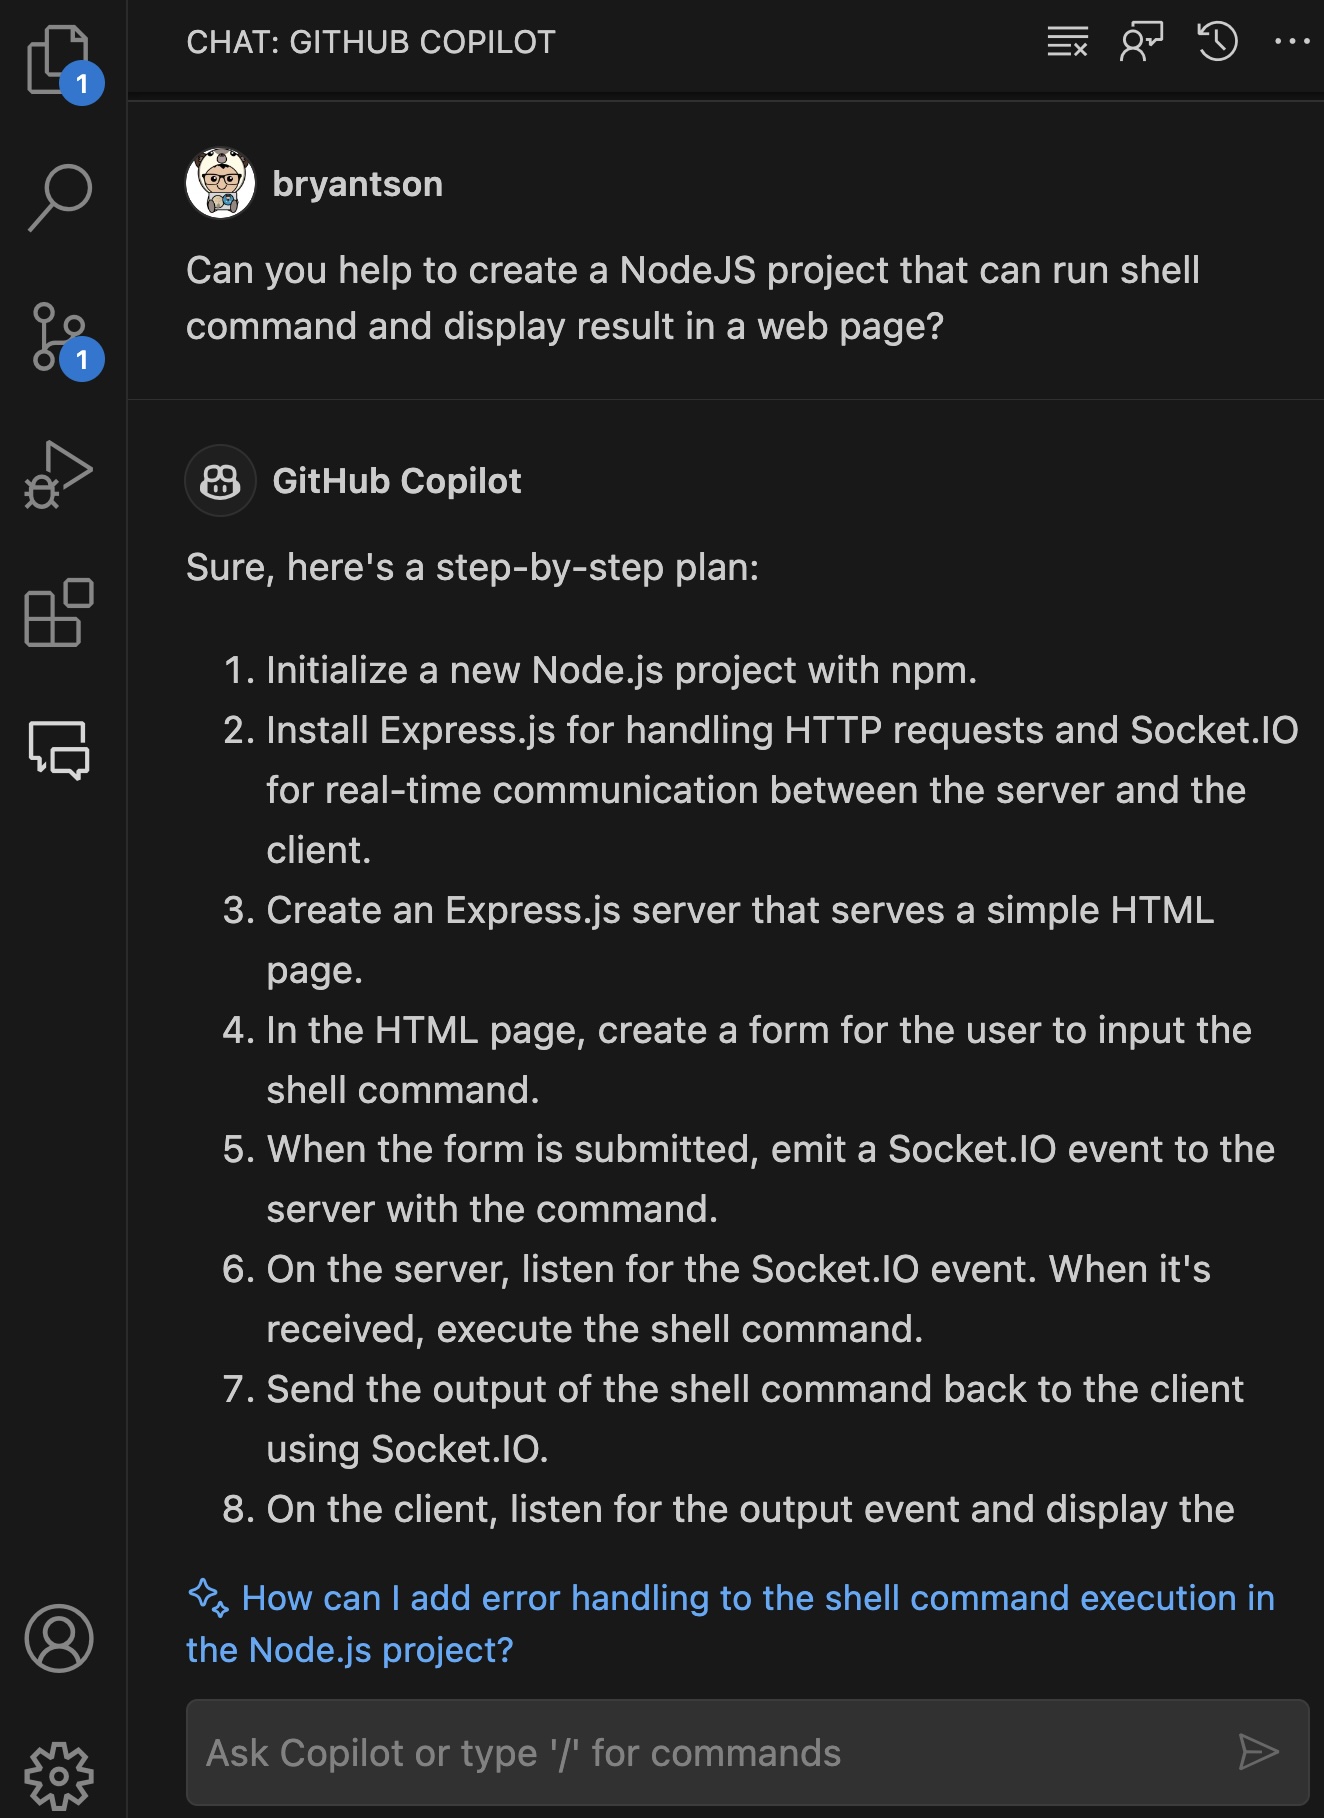 CHAT: GITHUB COPILOT
1
bryantson
Can you help to create a NodeJS project that can run shell
command and display result in a web page?
1
GitHub Copilot
Sure, here's a step-by-step plan:
1. Initialize a new Node.js project with npm.
2. Install Express.js for handling HTTP requests and Socket.IO
for real-time communication between the server and the
client.
3. Create an Express.js server that serves a simple HTML
page.
4. In the HTML page, create a form for the user to input the
shell command.
5. When the form is submitted, emit a Socket.IO event to the
server with the command.
6. On the server, listen for the Socket.IO event. When it's
received, execute the shell command.
7. Send the output of the shell command back to the client
using Socket.IO.
8. On the client, listen for the output event and display the
How can I add error handling to the shell command execution in
the Node.js project?
Ask Copilot or type '/' for commands